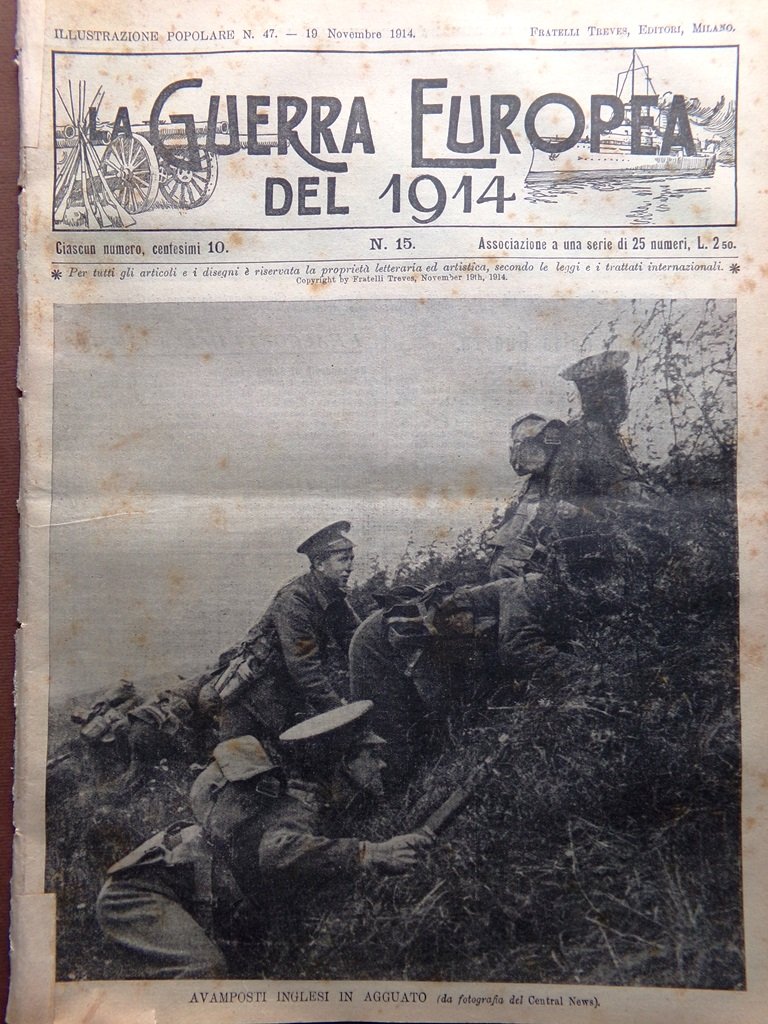 ILLUSTRAZIONE POPOLARE N. 47. — 19 Novembre 1914. FRATELLI TREVES, EDITORI, MILANO.
LA GUERRA EUROPEA
DEL 1914
Ciascun numero, centesimi 10. N. 15. Associazione a una serie di 25 numeri, L. 2 50.
* Per tutti gli articoli e i disegni è riservata la proprietà letteraria ed artistica, secondo le leggi e i trattati internazionali. *
Copyright by Fratelli Treves, November 19th, 1914.
AVAMPOSTI INGLESI IN AGGUATO (da fotografia del Central News).